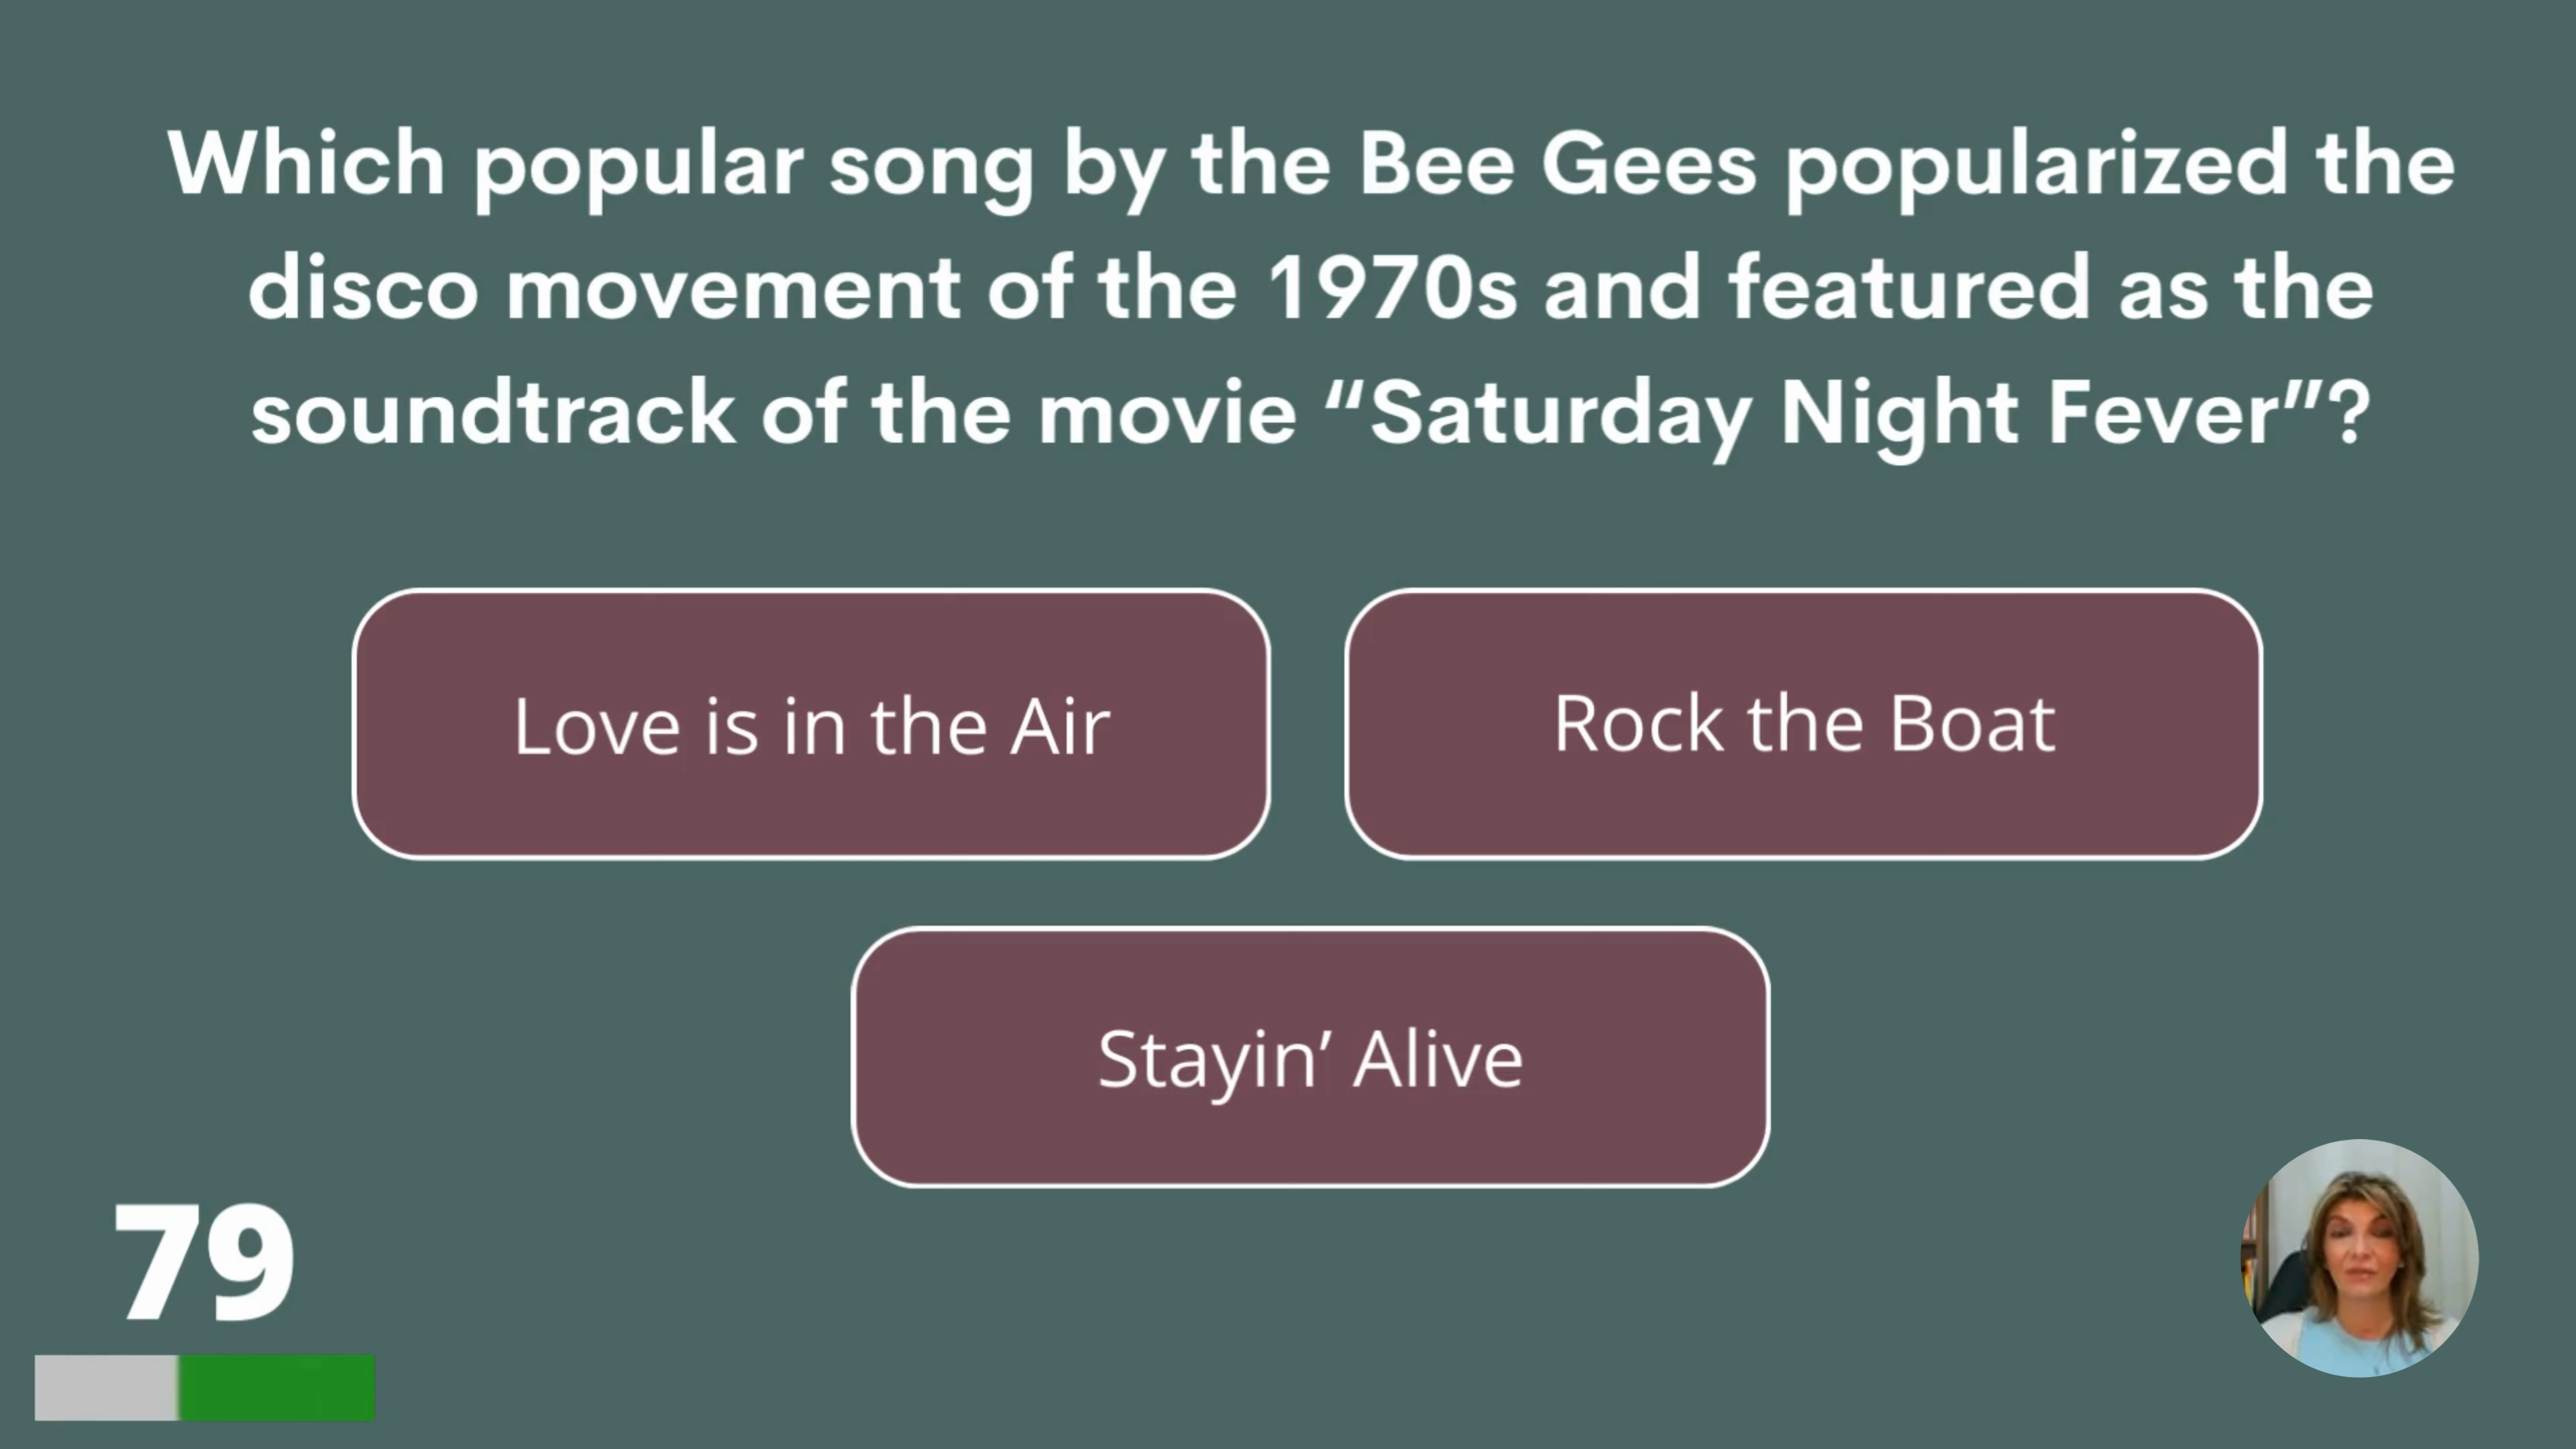 Which popular song by the Bee Gees popularized the
disco movement of the 1970s and featured as the
soundtrack of the movie “Saturday Night Fever”?
Love is in the Air
Rock the Boat
Stayin’ Alive
79